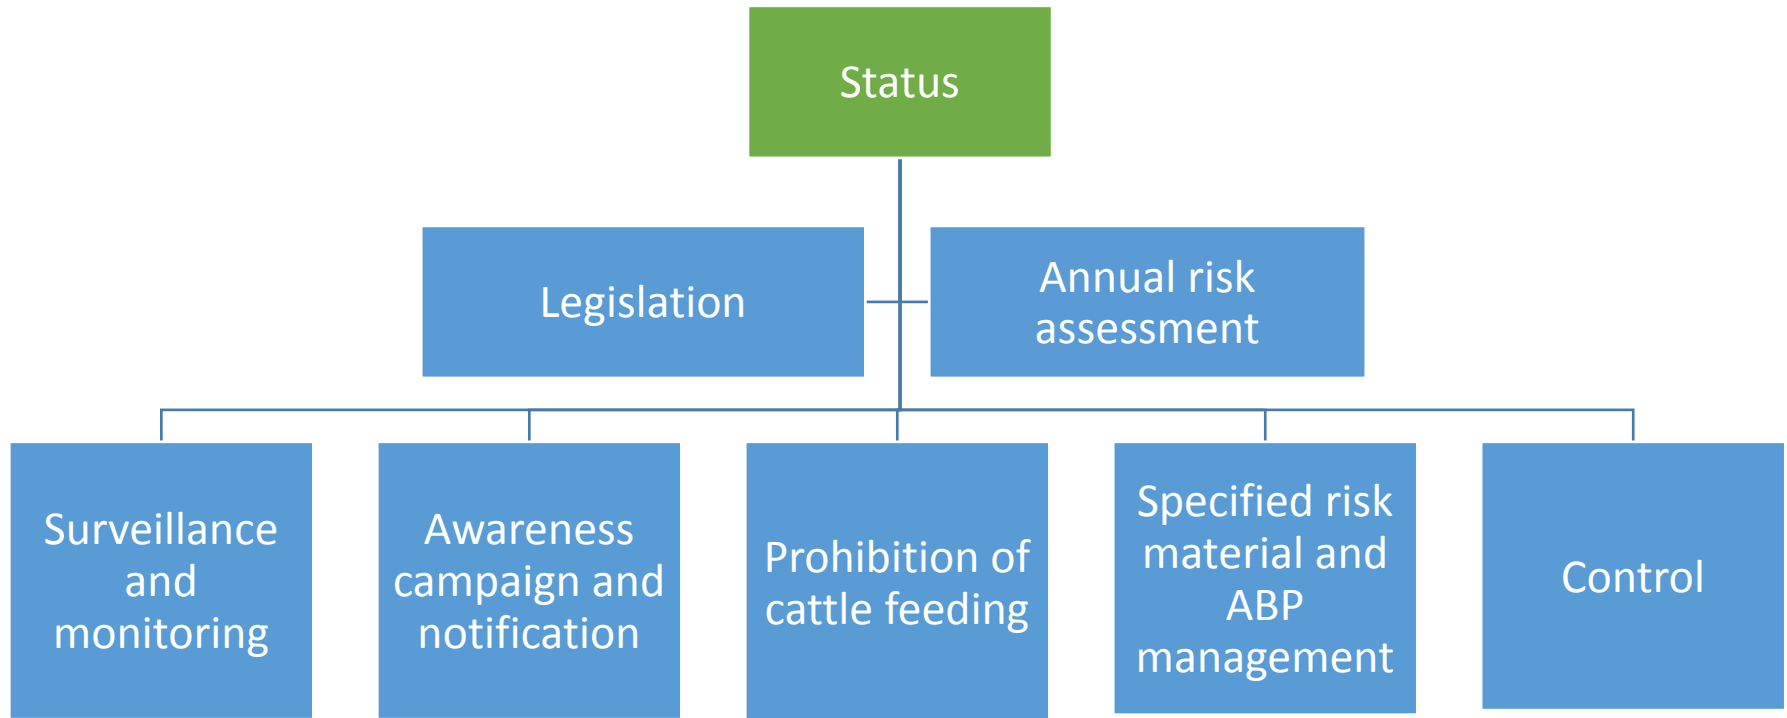 Status
Legislation
Annual risk
assessment
Surveillance
and
monitoring
Awareness
campaign and
notification
Prohibition of
cattle feeding
Specified risk
material and
ABP
management
Control